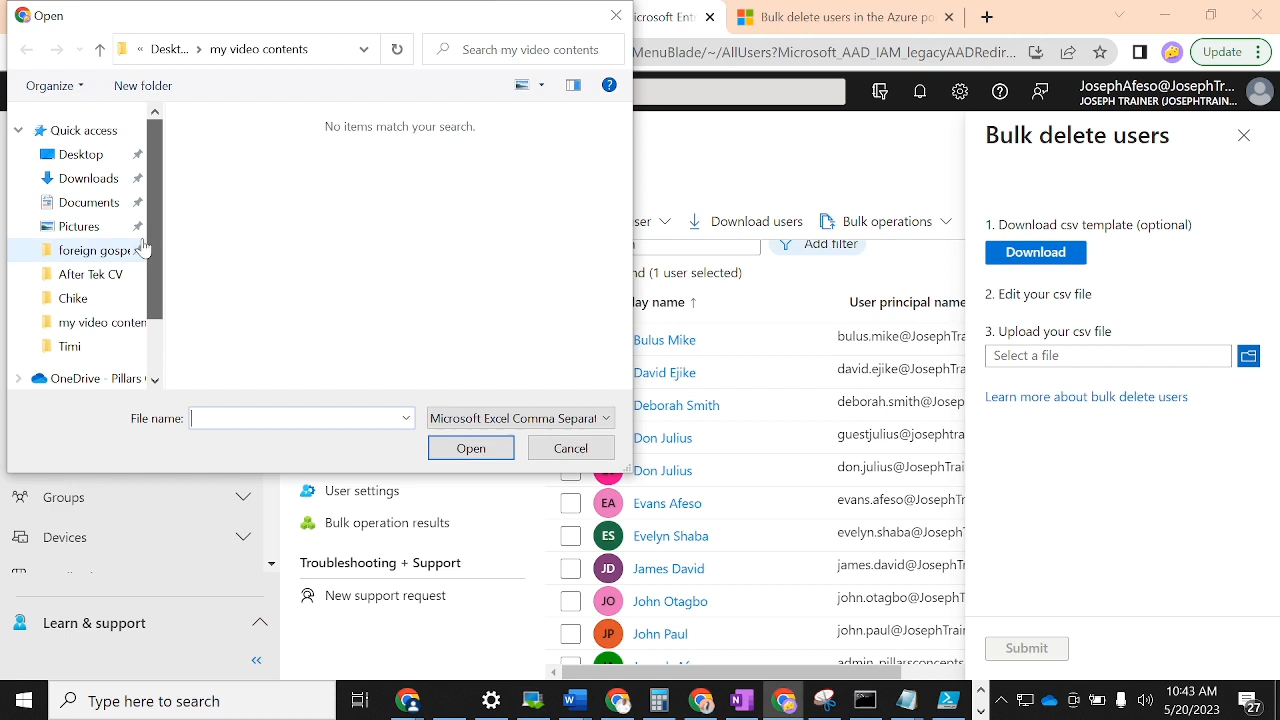 Open
icrosoft Entr
Bulk delete users in the Azure po
« Deskt... › my video contents
Search my video contents
MenuBlade/~/AllUsers?Microsoft_AAD_IAM_legacyAADRedir...
Update
Organize
New folder
JosephAfeso@JosephTr...
JOSEPH TRAINER (JOSEPHTRAIN...
No items match your search.
Quick access
Desktop
Downloads
Documents
Pictures
foreign gospe
After Tek CV
Chike
my video conten
Timi
OneDrive - Pillars
File name:
Microsoft Excel Comma Separat
Open
Cancel
Bulk delete users
ser
Download users
Bulk operations
Add filter
nd (1 user selected)
lay name ↑
User principal name
Bulus Mike
bulus.mike@JosephTra
David Ejike
david.ejike@JosephTra
Deborah Smith
deborah.smith@Josep
Don Julius
guestjulius@josephtra
Don Julius
don.julius@JosephTrai
EA
Evans Afeso
evans.afeso@JosephTr
ES
Evelyn Shaba
evelyn.shaba@Joseph
JD
James David
james.david@JosephT
JO
John Otagbo
john.otagbo@JosephT
JP
John Paul
john.paul@JosephTrai
1. Download csv template (optional)
Download
2. Edit your csv file
3. Upload your csv file
Select a file
Learn more about bulk delete users
Submit
Groups
Devices
Learn & support
«
User settings
Bulk operation results
Troubleshooting + Support
New support request
Type here to search
10:43 AM
5/20/2023
27